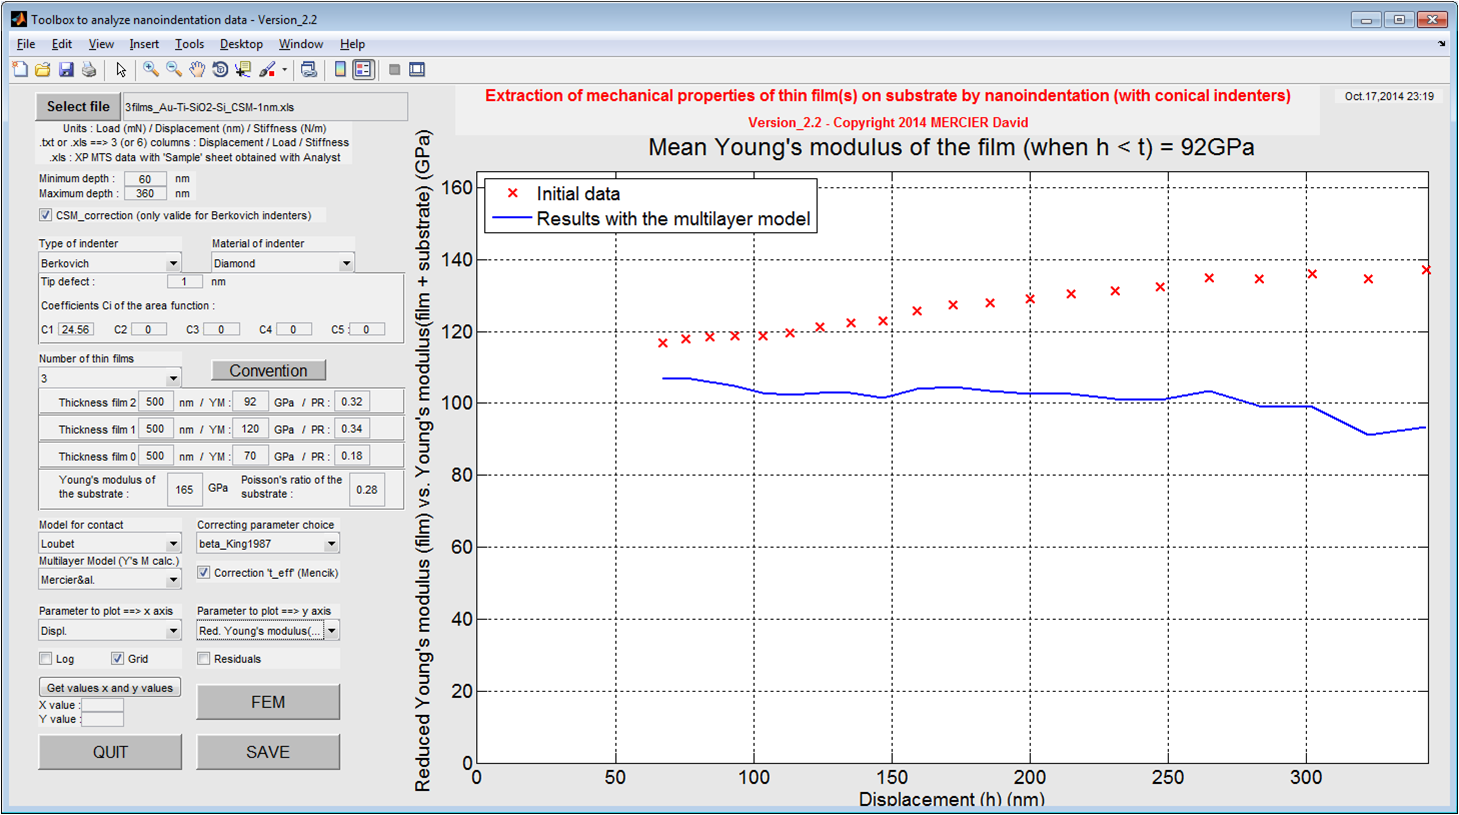 Toolbox to analyze nanoindentation data - Version_2.2
File Edit View Insert Tools Desktop Window Help
Select file 3films_Au-Ti-SiO2-Si_CSM-1nm.xls
Units : Load (mN) / Displacement (nm) / Stiffness (N/m)
.txt or .xls ==> 3 (or 6) columns : Displacement / Load / Stiffness
.xls : XP MTS data with 'Sample' sheet obtained with Analyst
Minimum depth : 60 nm
Maximum depth : 360 nm
CSM_correction (only valide for Berkovich indenters)
Type of indenter Material of indenter
Berkovich Diamond
Tip defect : 1 nm
Coefficients Ci of the area function :
C1 24.56 C2 0 C3 0 C4 0 C5 : 0
Number of thin films
3 Convention
Thickness film 2 500 nm / YM : 92 GPa / PR : 0.32
Thickness film 1 500 nm / YM : 120 GPa / PR : 0.34
Thickness film 0 500 nm / YM : 70 GPa / PR : 0.18
Young's modulus of the substrate : 165 GPa Poisson's ratio of the substrate : 0.28
Model for contact Correcting parameter choice
Loubet beta_King1987
Multilayer Model (Y's M calc.)
Mercier&al. Correction 't_eff' (Mencik)
Parameter to plot ==> x axis Parameter to plot ==> y axis
Displ. Red. Young's modulus(...
Log Grid Residuals
Get values x and y values
X value :
Y value :
FEM
QUIT SAVE
Extraction of mechanical properties of thin film(s) on substrate by nanoindentation (with conical indenters)
Version_2.2 - Copyright 2014 MERCIER David
Oct.17,2014 23:19
Mean Young's modulus of the film (when h < t) = 92GPa
Initial data
Results with the multilayer model
Reduced Young's modulus (film) vs. Young's modulus(film + substrate) (GPa)
160
140
120
100
80
60
40
20
0
0 50 100 150 200 250 300
Displacement (h) (nm)